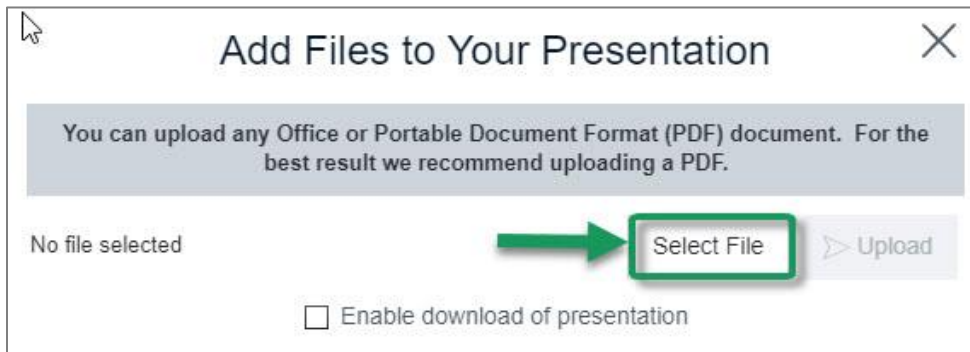 Add Files to Your Presentation
You can upload any Office or Portable Document Format (PDF) document.  For the
best result we recommend uploading a PDF.
No file selected
Select File
Upload
Enable download of presentation